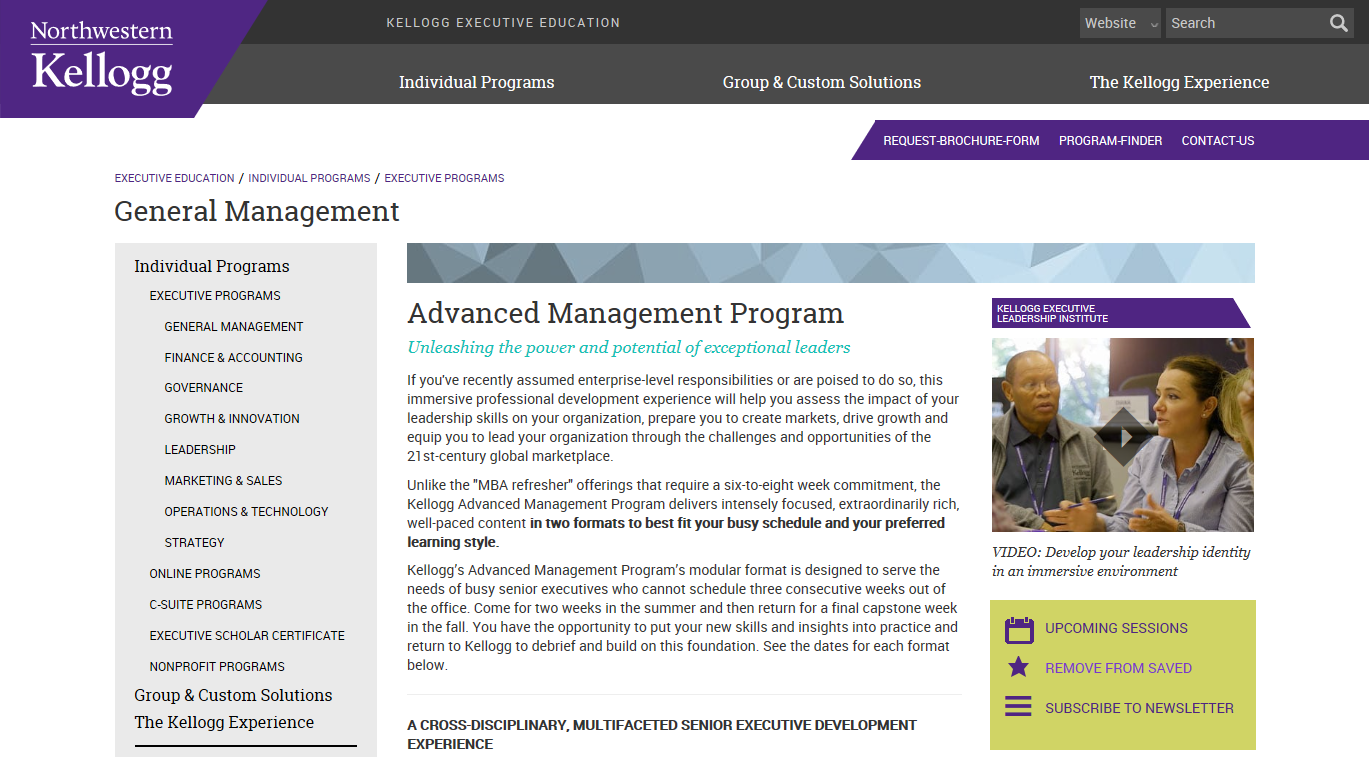 Northwestern
Kellogg
KELLOGG EXECUTIVE EDUCATION
Website
Search
Individual Programs
Group & Custom Solutions
The Kellogg Experience
REQUEST-BROCHURE-FORM
PROGRAM-FINDER
CONTACT-US
EXECUTIVE EDUCATION / INDIVIDUAL PROGRAMS / EXECUTIVE PROGRAMS
General Management
Individual Programs
EXECUTIVE PROGRAMS
GENERAL MANAGEMENT
FINANCE & ACCOUNTING
GOVERNANCE
GROWTH & INNOVATION
LEADERSHIP
MARKETING & SALES
OPERATIONS & TECHNOLOGY
STRATEGY
ONLINE PROGRAMS
C-SUITE PROGRAMS
EXECUTIVE SCHOLAR CERTIFICATE
NONPROFIT PROGRAMS
Group & Custom Solutions
The Kellogg Experience
Advanced Management Program
Unleashing the power and potential of exceptional leaders
If you've recently assumed enterprise-level responsibilities or are poised to do so, this
immersive professional development experience will help you assess the impact of your
leadership skills on your organization, prepare you to create markets, drive growth and
equip you to lead your organization through the challenges and opportunities of the
21st-century global marketplace.
Unlike the "MBA refresher" offerings that require a six-to-eight week commitment, the
Kellogg Advanced Management Program delivers intensely focused, extraordinarily rich,
well-paced content in two formats to best fit your busy schedule and your preferred
learning style.
Kellogg's Advanced Management Program's modular format is designed to serve the
needs of busy senior executives who cannot schedule three consecutive weeks out of
the office. Come for two weeks in the summer and then return for a final capstone week
in the fall. You have the opportunity to put your new skills and insights into practice and
return to Kellogg to debrief and build on this foundation. See the dates for each format
below.
A CROSS-DISCIPLINARY, MULTIFACETED SENIOR EXECUTIVE DEVELOPMENT
EXPERIENCE
KELLOGG EXECUTIVE
LEADERSHIP INSTITUTE
VIDEO: Develop your leadership identity
in an immersive environment
UPCOMING SESSIONS
REMOVE FROM SAVED
SUBSCRIBE TO NEWSLETTER